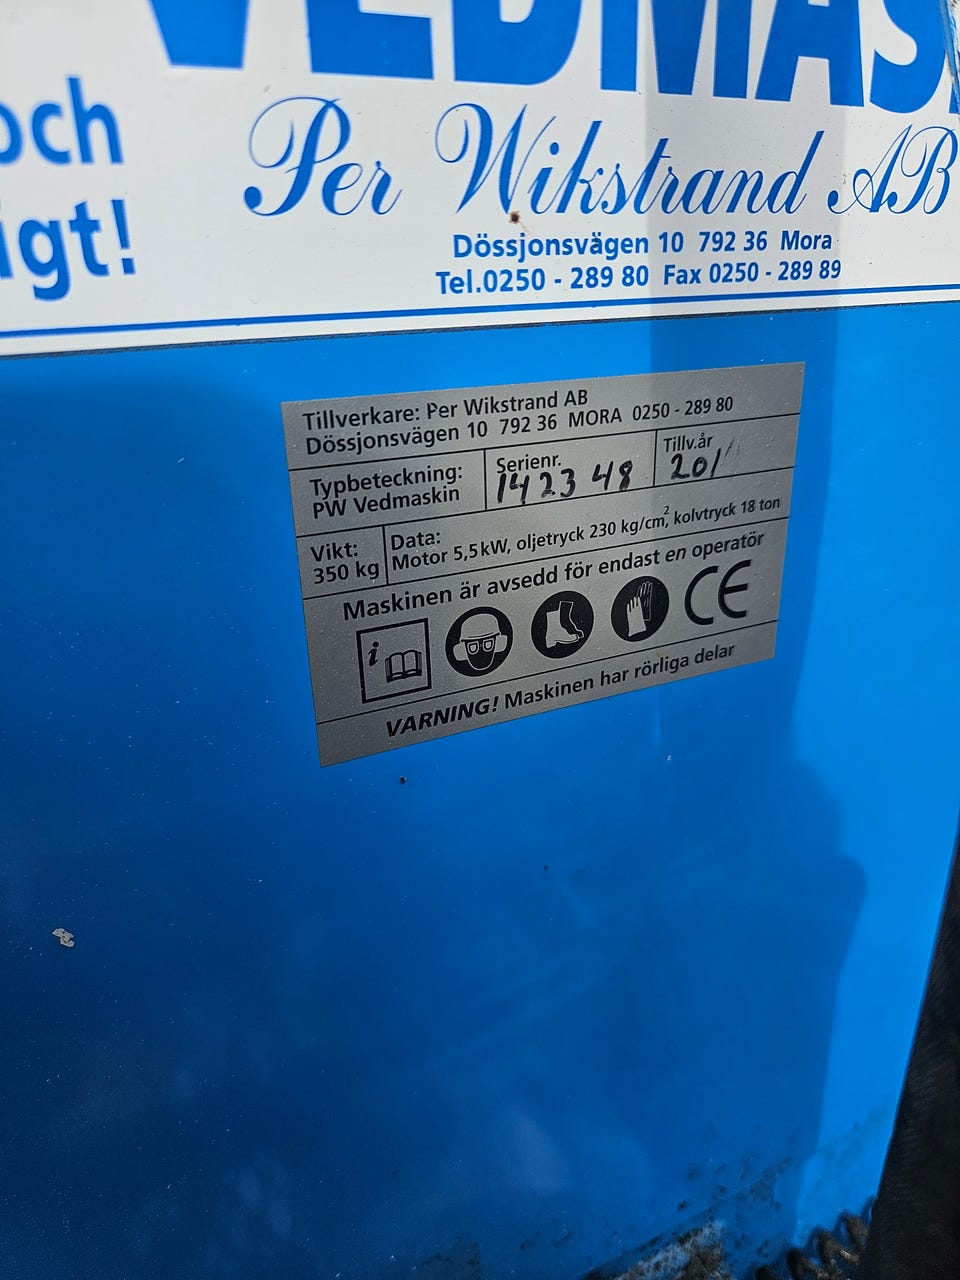 VEDMAS
och
Per Wikstrand AB
igt!
Dössjonsvägen 10 792 36 Mora
Tel.0250 - 289 80 Fax 0250 - 289 89
Tillverkare: Per Wikstrand AB
Dössjonsvägen 10 792 36 MORA 0250 - 289 80
Typbeteckning:
PW Vedmaskin
Serienr.
142348
Tillv.år
Vikt:
350 kg
Data:
Motor 5,5kW, oljetryck 230 kg/cm², kolvtryck 18 ton
Maskinen är avsedd för endast en operatör
i
CE
VARNING! Maskinen har rörliga delar